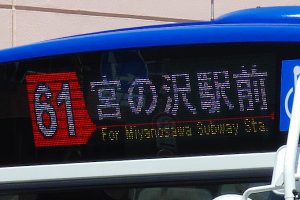 61 宮の沢駅前
For Miyanosawa Subway Sta.